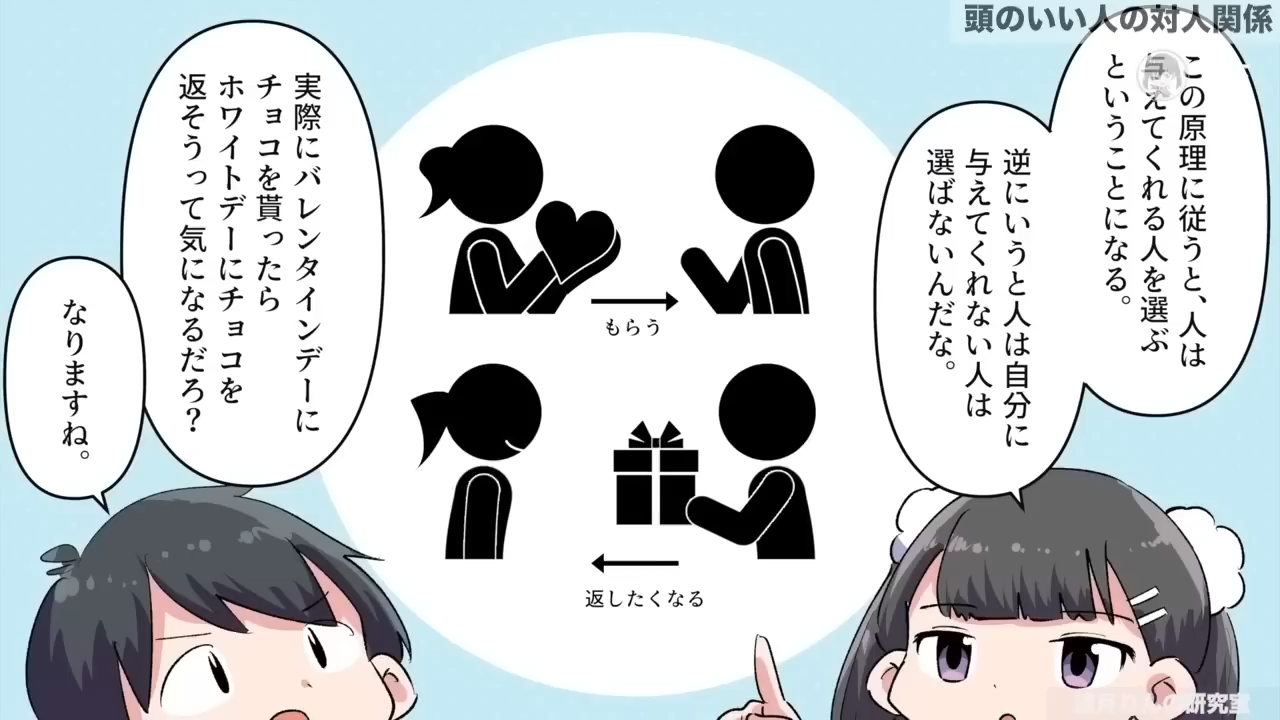 頭のいい人の対人関係
この原理に従うと、人は
与えてくれる人を選ぶ
ということになる。
逆にいうと人は自分に
与えてくれない人は
選ばないんだな。
実際にバレンタインデーに
チョコを貰ったら
ホワイトデーにチョコを
返そうって気になるだろ？
なりますね。
もらう
返したくなる
の研究室